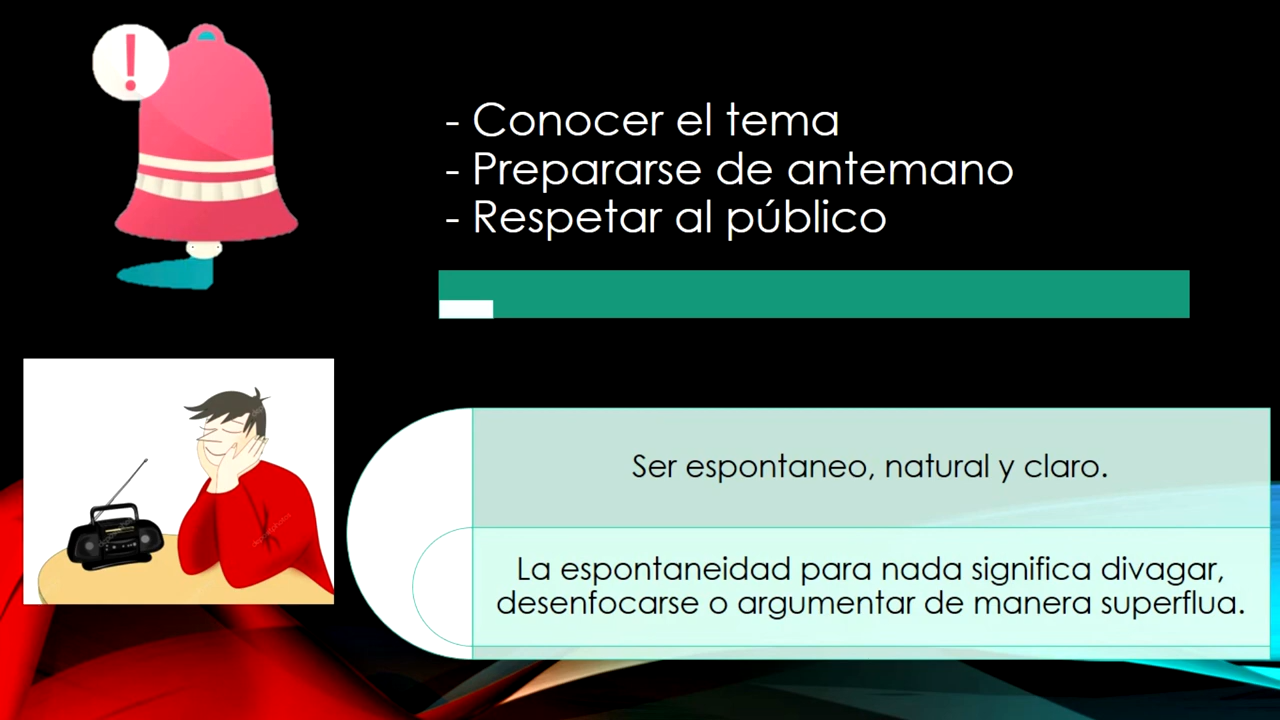 !
- Conocer el tema
- Prepararse de antemano
- Respetar al público
Ser espontaneo, natural y claro.
La espontaneidad para nada significa divagar,
desenfocarse o argumentar de manera superflua.